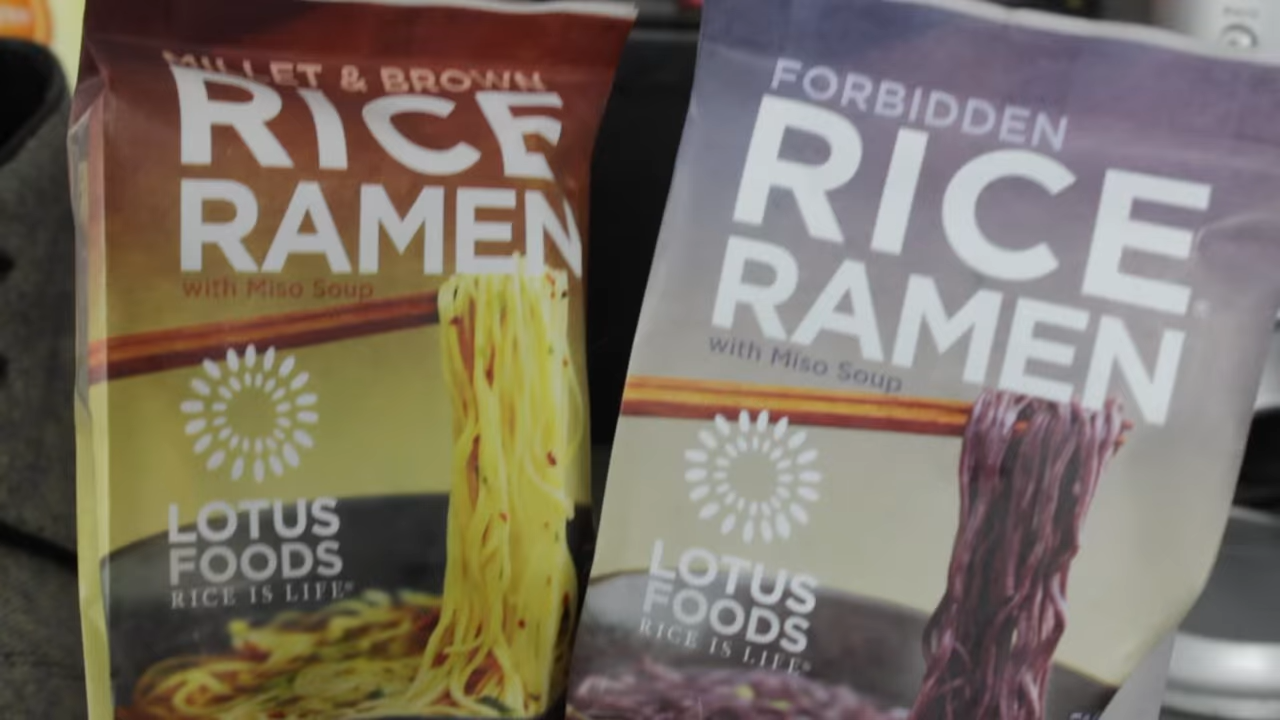 MILLET & BROWN
RICE
RAMEN
with Miso Soup
LOTUS
FOODS
RICE IS LIFE®
FORBIDDEN
RICE
RAMEN
with Miso Soup
LOTUS
FOODS
RICE IS LIFE®